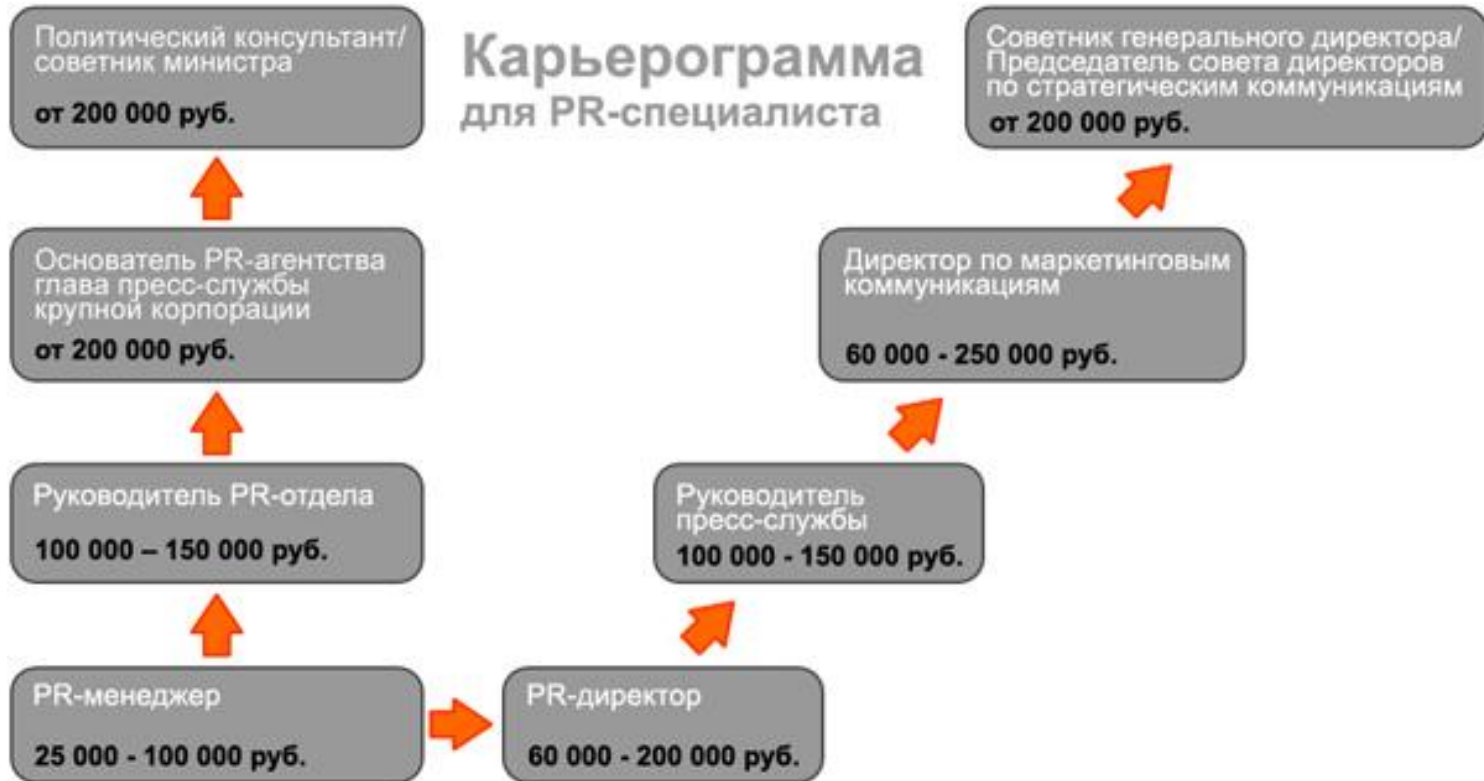 Карьерограмма
для PR-специалиста
Политический консультант/
советник министра
от 200 000 руб.
Советник генерального директора/
Председатель совета директоров
по стратегическим коммуникациям
от 200 000 руб.
Основатель PR-агентства
глава пресс-службы
крупной корпорации
от 200 000 руб.
Директор по маркетинговым
коммуникациям
60 000 - 250 000 руб.
Руководитель PR-отдела
100 000 – 150 000 руб.
Руководитель
пресс-службы
100 000 - 150 000 руб.
PR-менеджер
25 000 - 100 000 руб.
PR-директор
60 000 - 200 000 руб.